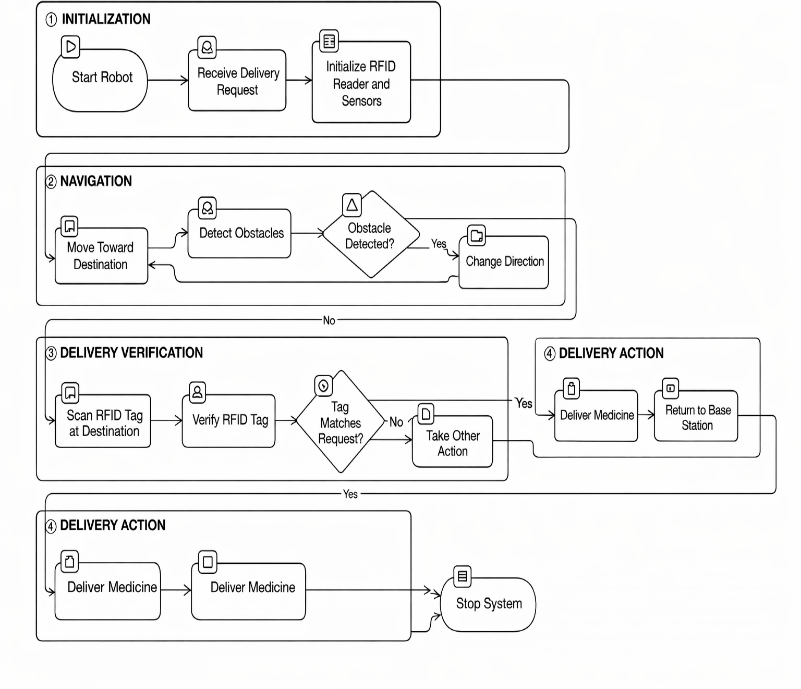 ① INITIALIZATION
Start Robot
Receive Delivery
Request
Initialize RFID
Reader and
Sensors
② NAVIGATION
Move Toward
Destination
Detect Obstacles
Obstacle
Detected?
Yes
Change Direction
No
③ DELIVERY VERIFICATION
Scan RFID Tag
at Destination
Verify RFID Tag
Tag
Matches
Request?
No
Take Other
Action
Yes
④ DELIVERY ACTION
Deliver Medicine
Return to Base
Station
Yes
④ DELIVERY ACTION
Deliver Medicine
Deliver Medicine
Stop System